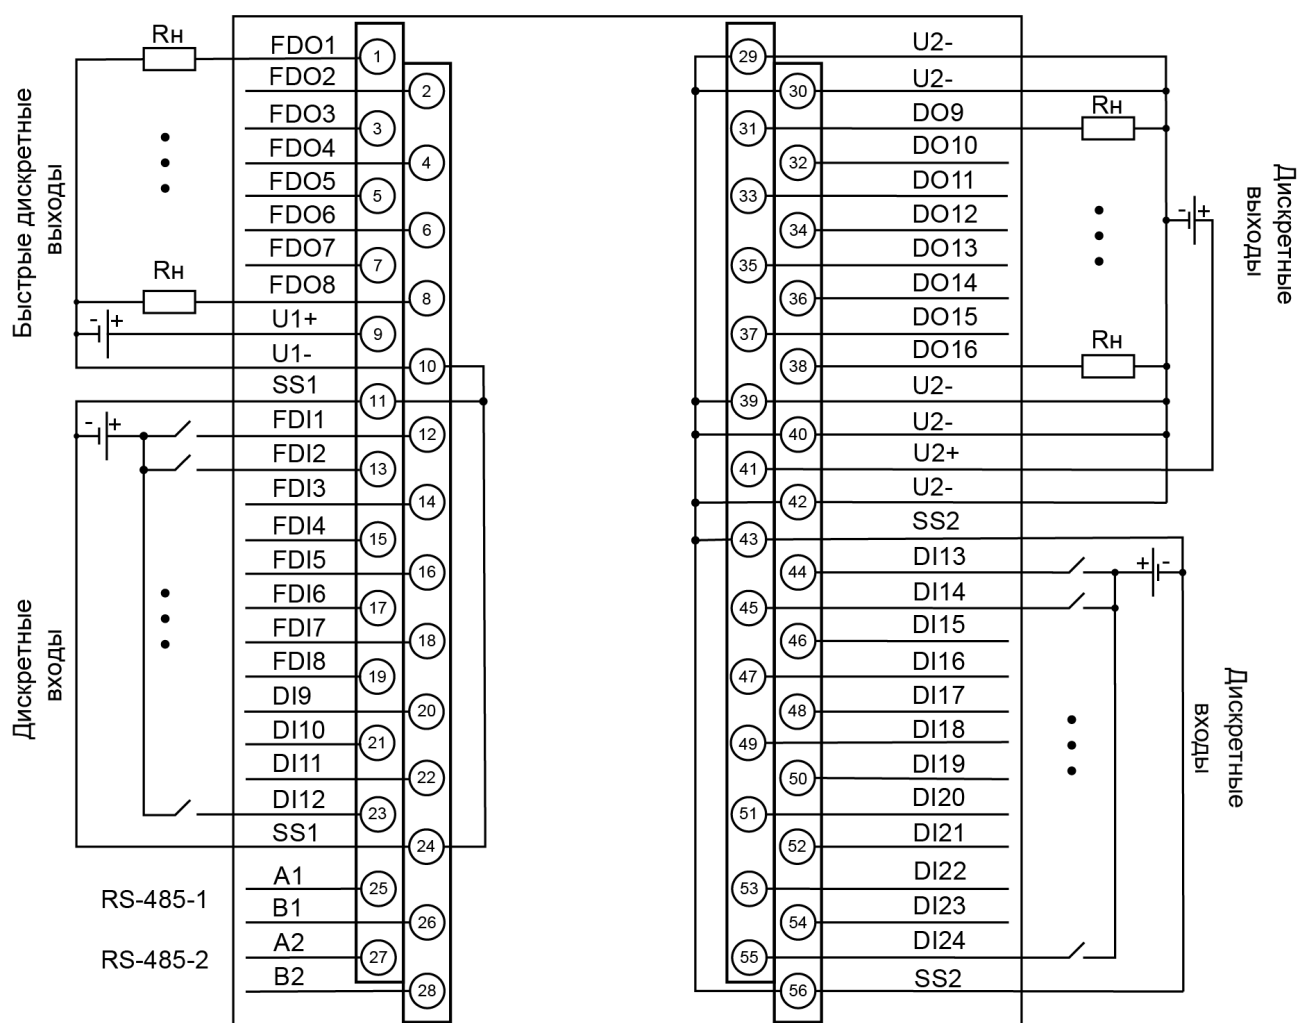 Быстрые дискретные
выходы
Дискретные
входы
Rн
Rн
- +
- +
RS-485-1
RS-485-2
FDO1 1
FDO2 2
FDO3 3
FDO4 4
FDO5 5
FDO6 6
FDO7 7
FDO8 8
U1+ 9
U1- 10
SS1 11
FDI1 12
FDI2 13
FDI3 14
FDI4 15
FDI5 16
FDI6 17
FDI7 18
FDI8 19
DI9 20
DI10 21
DI11 22
DI12 23
SS1 24
A1 25
B1 26
A2 27
B2 28
29 U2-
30 U2-
31 DO9
32 DO10
33 DO11
34 DO12
35 DO13
36 DO14
37 DO15
38 DO16
39 U2-
40 U2-
41 U2+
42 U2-
43 SS2
44 DI13
45 DI14
46 DI15
47 DI16
48 DI17
49 DI18
50 DI19
51 DI20
52 DI21
53 DI22
54 DI23
55 DI24
56 SS2
Rн
Rн
- +
+ -
Дискретные
выходы
Дискретные
входы